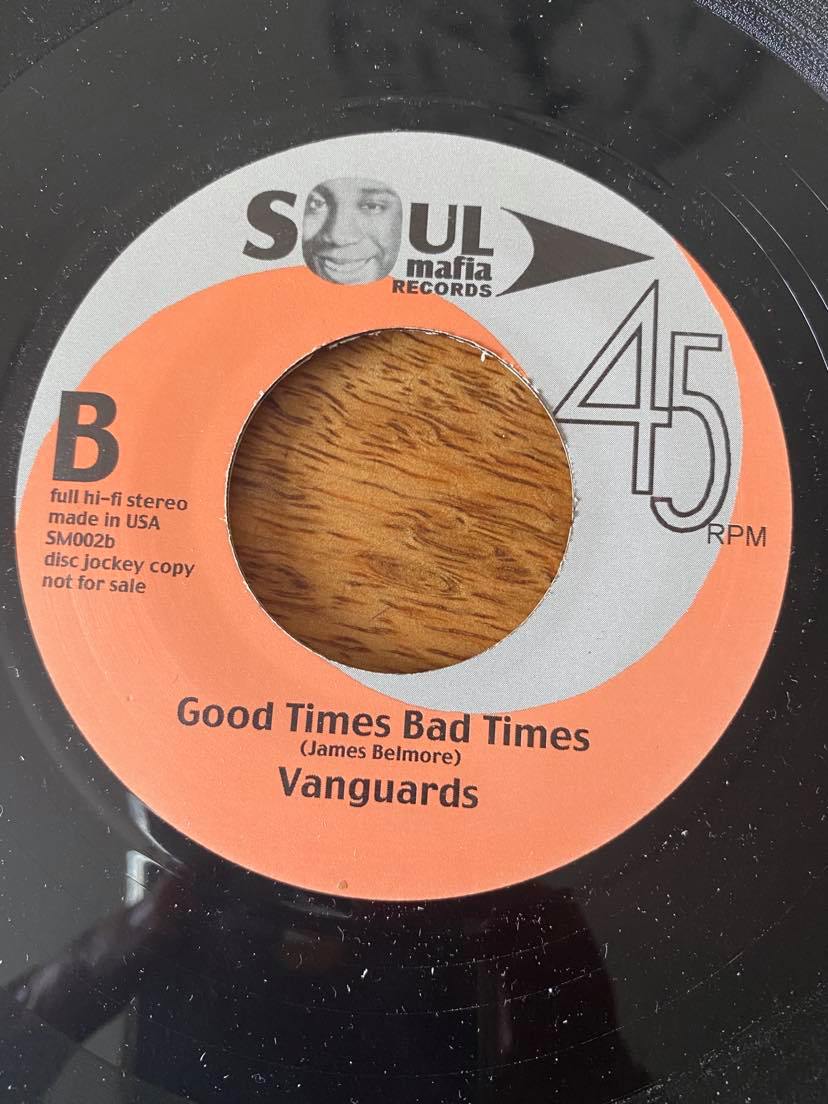 SOUL
mafia
RECORDS
45
RPM
B
full hi-fi stereo
made in USA
SM002b
disc jockey copy
not for sale
Good Times Bad Times
(James Belmore)
Vanguards